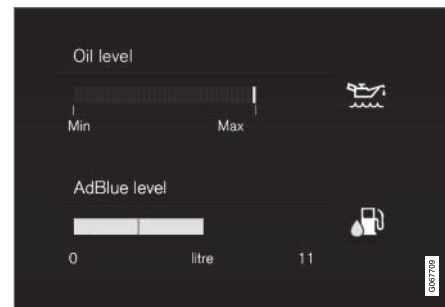 Oil level
Min Max
AdBlue level
0 litre 11
G067709